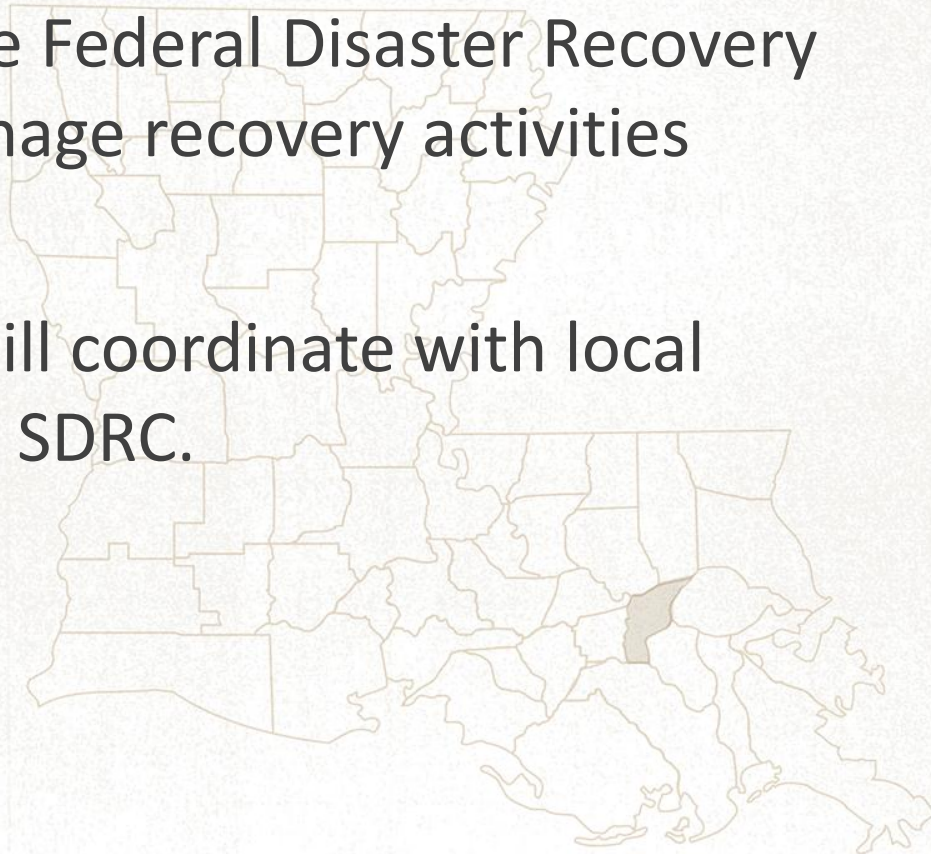 e Federal Disaster Recovery
nage recovery activities
ill coordinate with local
SDRC.